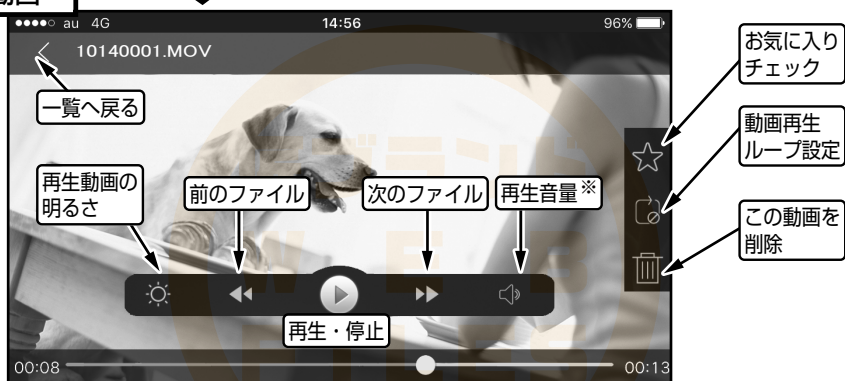 動画
au 4G 14:56 96%
10140001.MOV
お気に入り
チェック
一覧へ戻る
動画再生
ループ設定
再生動画の
明るさ
前のファイル
次のファイル
再生音量※
この動画を
削除
再生・停止
00:08 00:13
WEB